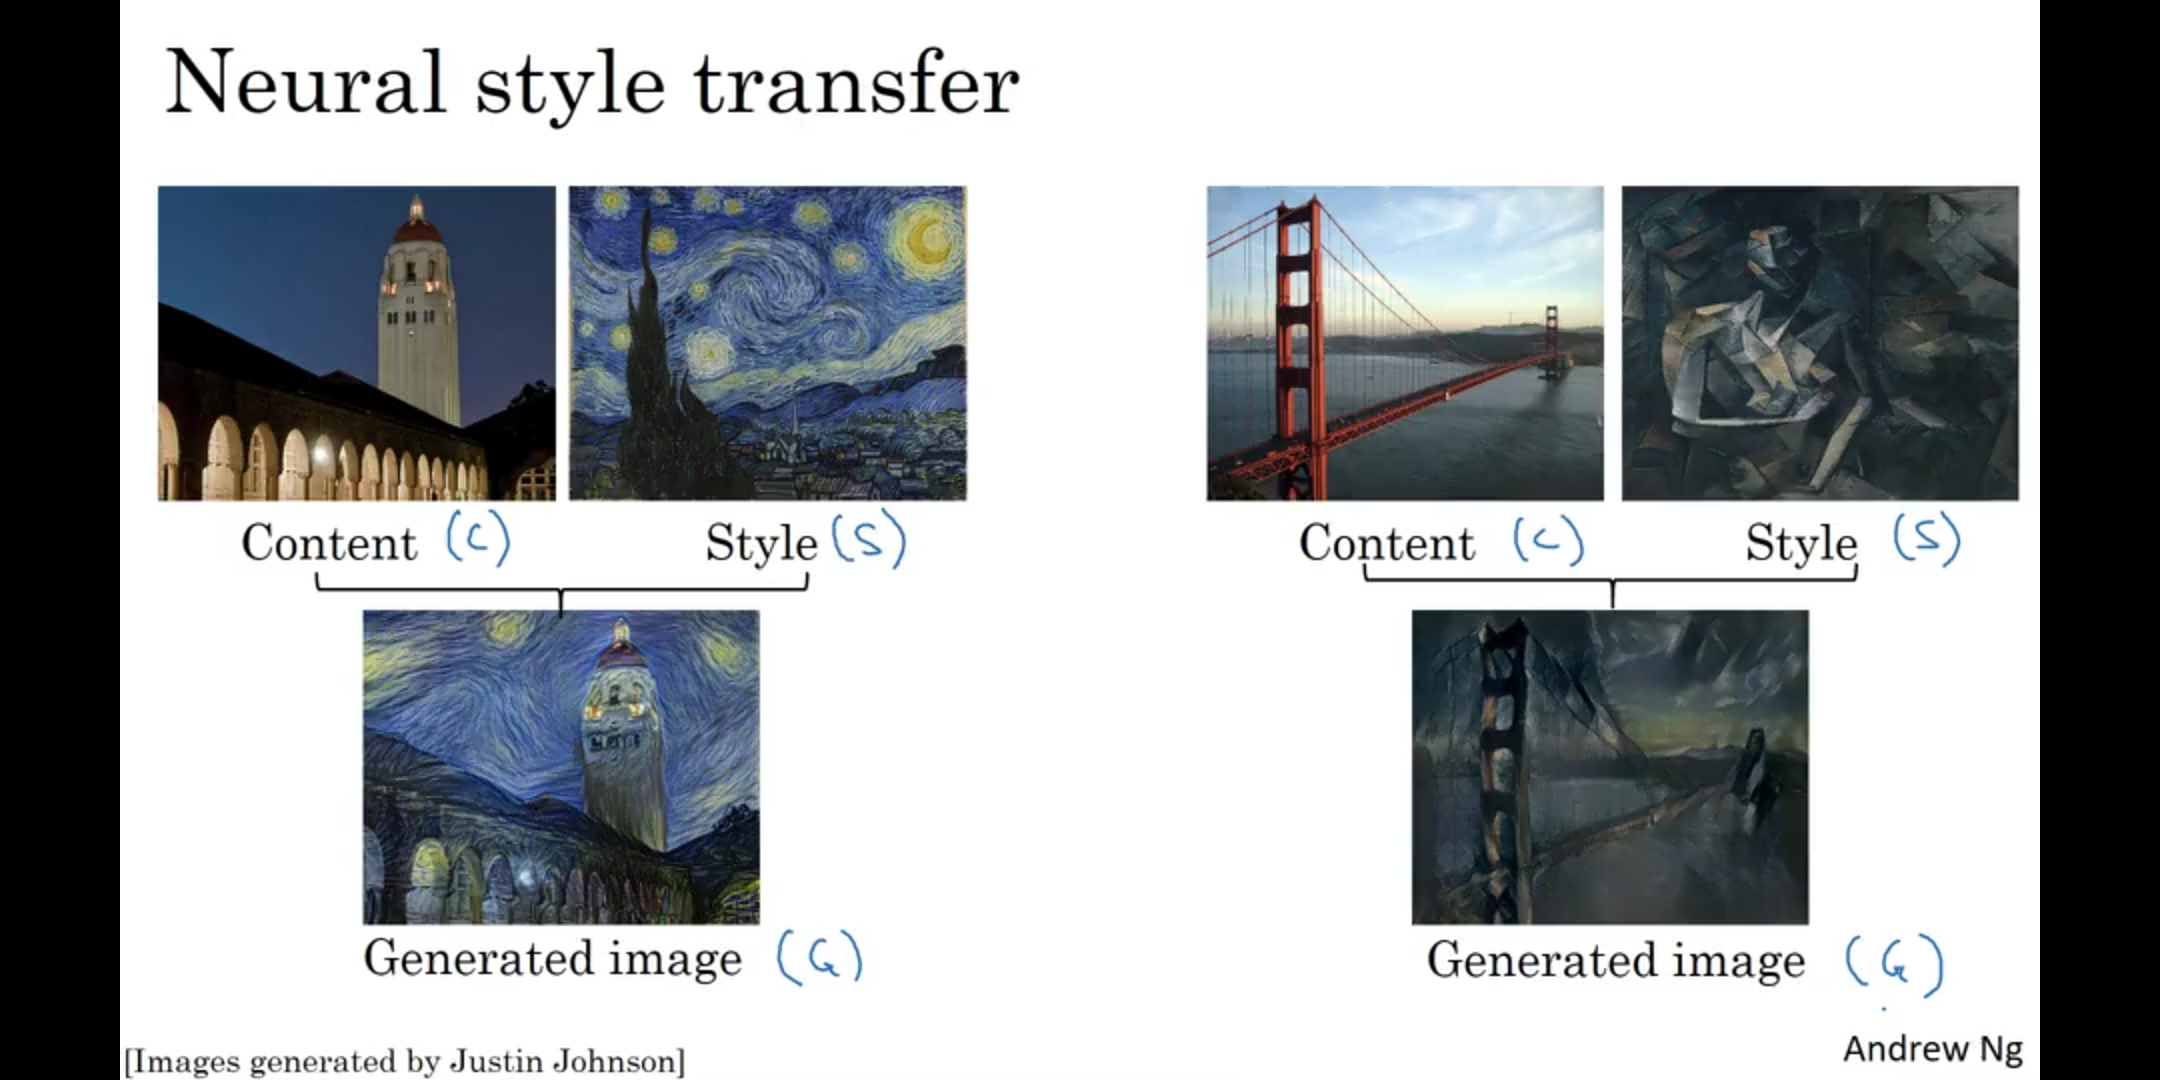 Neural style transfer
Content (C)
Style (S)
Content (C)
Style (S)
Generated image (G)
Generated image (G)
[Images generated by Justin Johnson]
Andrew Ng